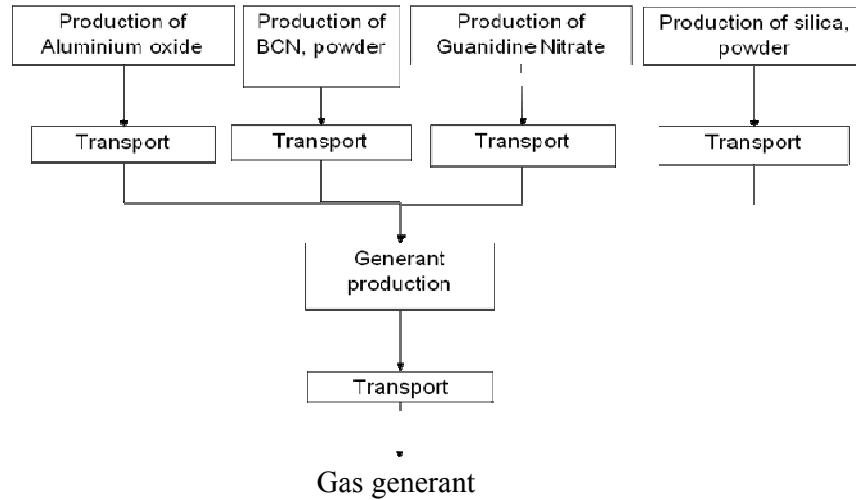 Production of
Aluminium oxide
Production of
BCN, powder
Production of
Guanidine Nitrate
Production of silica,
powder
Transport
Transport
Transport
Transport
Generant
production
Transport
Gas generant